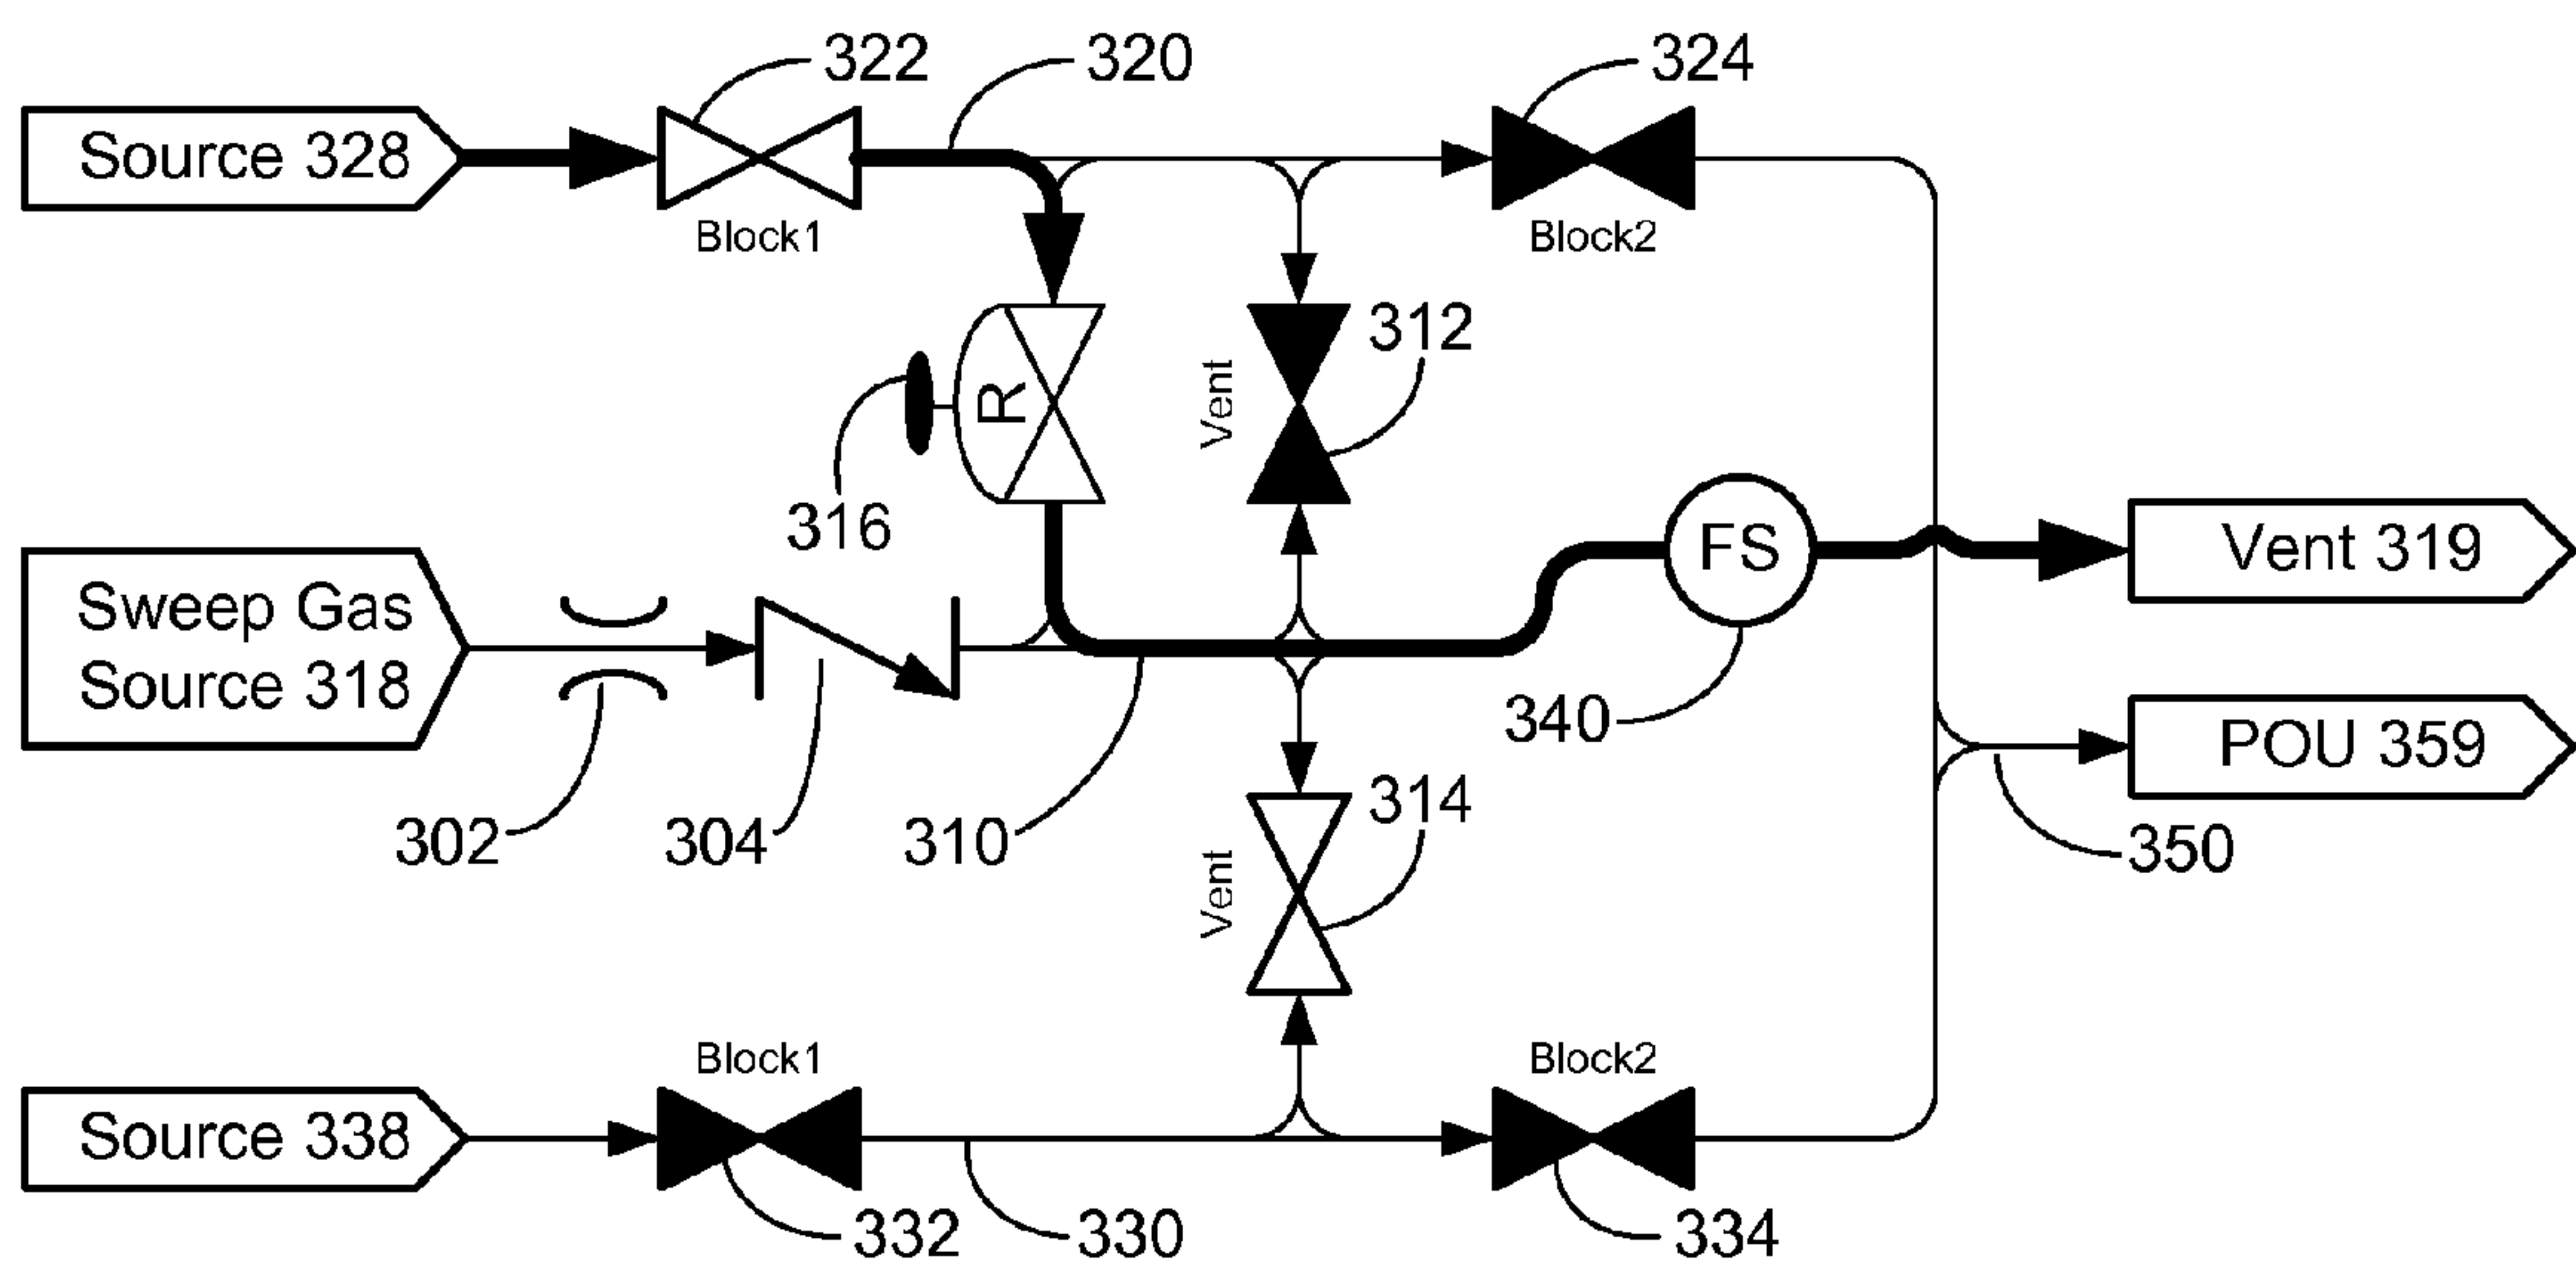 322
320
324
Source 328
Block1
Block2
312
R
Vent
316
FS
Vent 319
Sweep Gas
Source 318
340
POU 359
302
304
310
314
350
Vent
Block1
Block2
Source 338
332
330
334